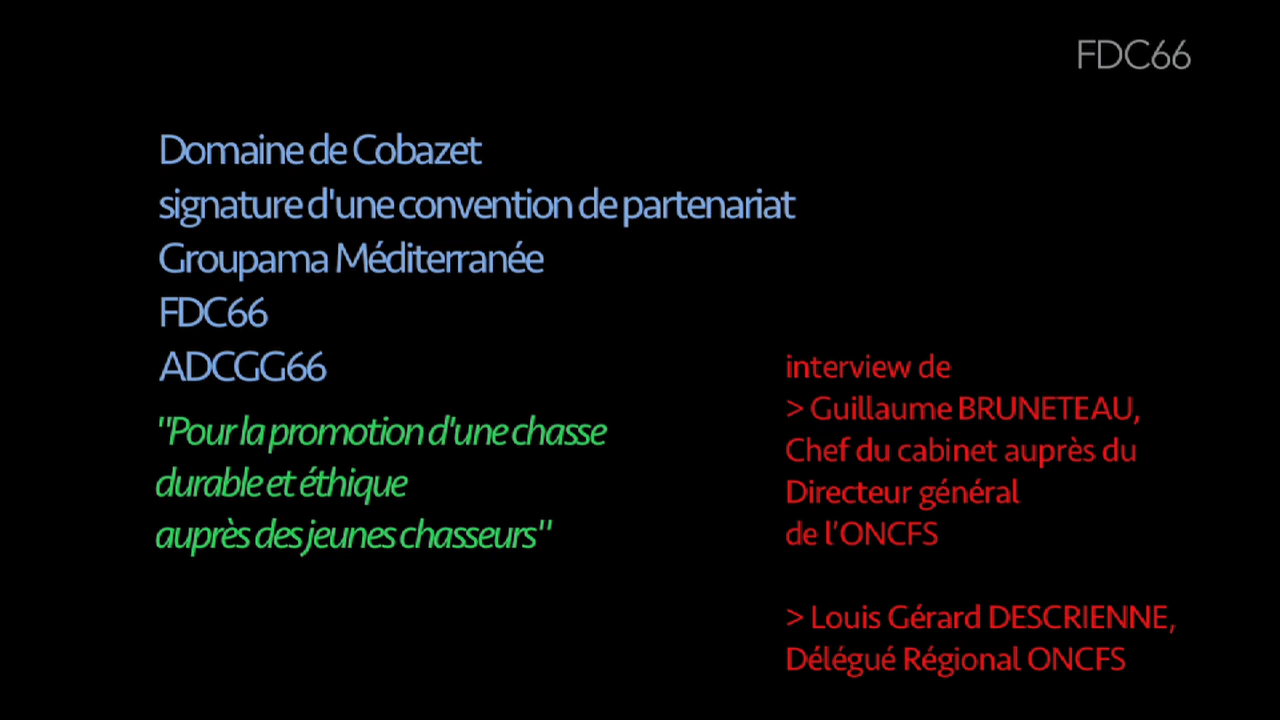 FDC66
Domaine de Cobazet
signature d'une convention de partenariat
Groupama Méditerranée
FDC66
ADCGG66
"Pour la promotion d'une chasse
durable et éthique
auprès des jeunes chasseurs"
interview de
> Guillaume BRUNETEAU,
Chef du cabinet auprès du
Directeur général
de l'ONCFS
> Louis Gérard DESCRIENNE,
Délégué Régional ONCFS